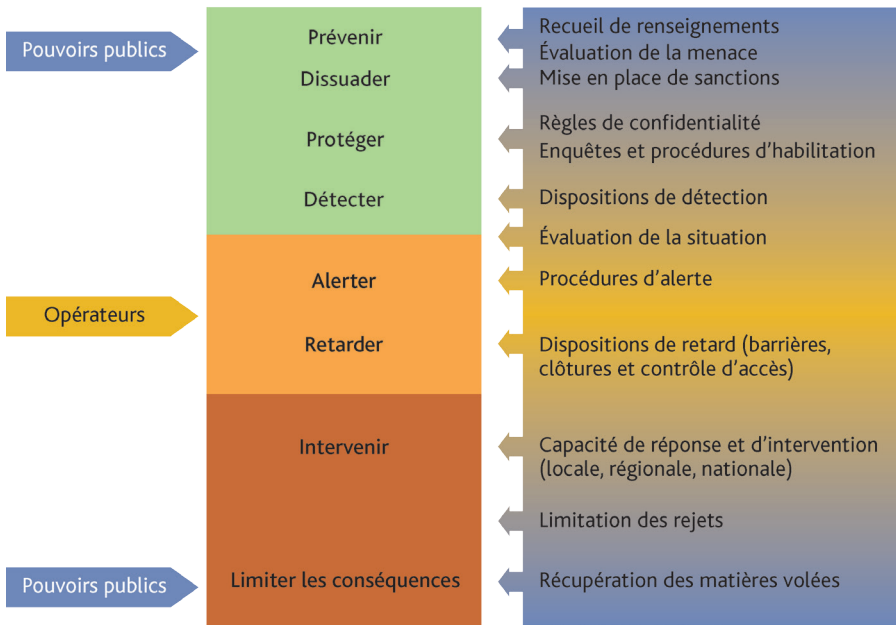 Pouvoirs publics
Prévenir
Recueil de renseignements
Évaluation de la menace
Dissuader
Mise en place de sanctions
Protéger
Règles de confidentialité
Enquêtes et procédures d'habilitation
Détecter
Dispositions de détection
Évaluation de la situation
Alerter
Procédures d'alerte
Opérateurs
Retarder
Dispositions de retard (barrières,
clôtures et contrôle d'accès)
Intervenir
Capacité de réponse et d'intervention
(locale, régionale, nationale)
Limitation des rejets
Pouvoirs publics
Limiter les conséquences
Récupération des matières volées